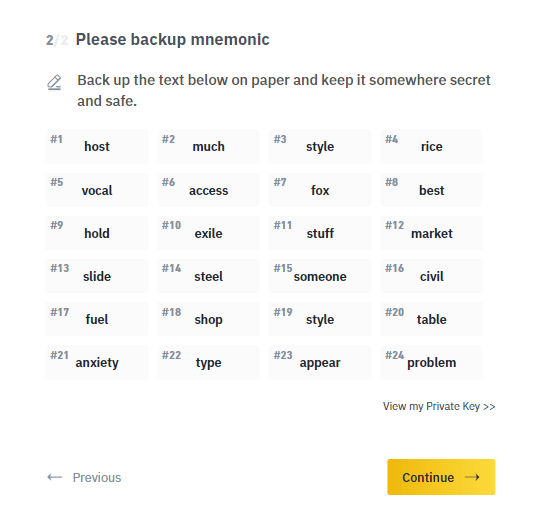 2/2 Please backup mnemonic
Back up the text below on paper and keep it somewhere secret
and safe.
#1 host #2 much #3 style #4 rice
#5 vocal #6 access #7 fox #8 best
#9 hold #10 exile #11 stuff #12 market
#13 slide #14 steel #15 someone #16 civil
#17 fuel #18 shop #19 style #20 table
#21 anxiety #22 type #23 appear #24 problem
View my Private Key >>
← Previous Continue →